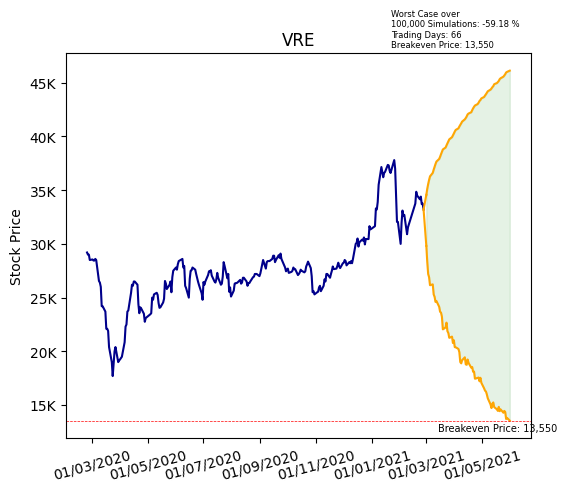 Worst Case over
100,000 Simulations: -59.18 %
Trading Days: 66
Breakeven Price: 13,550
VRE
Stock Price
45K
40K
35K
30K
25K
20K
15K
Breakeven Price: 13,550
01/03/2020
01/05/2020
01/07/2020
01/09/2020
01/11/2020
01/01/2021
01/03/2021
01/05/2021